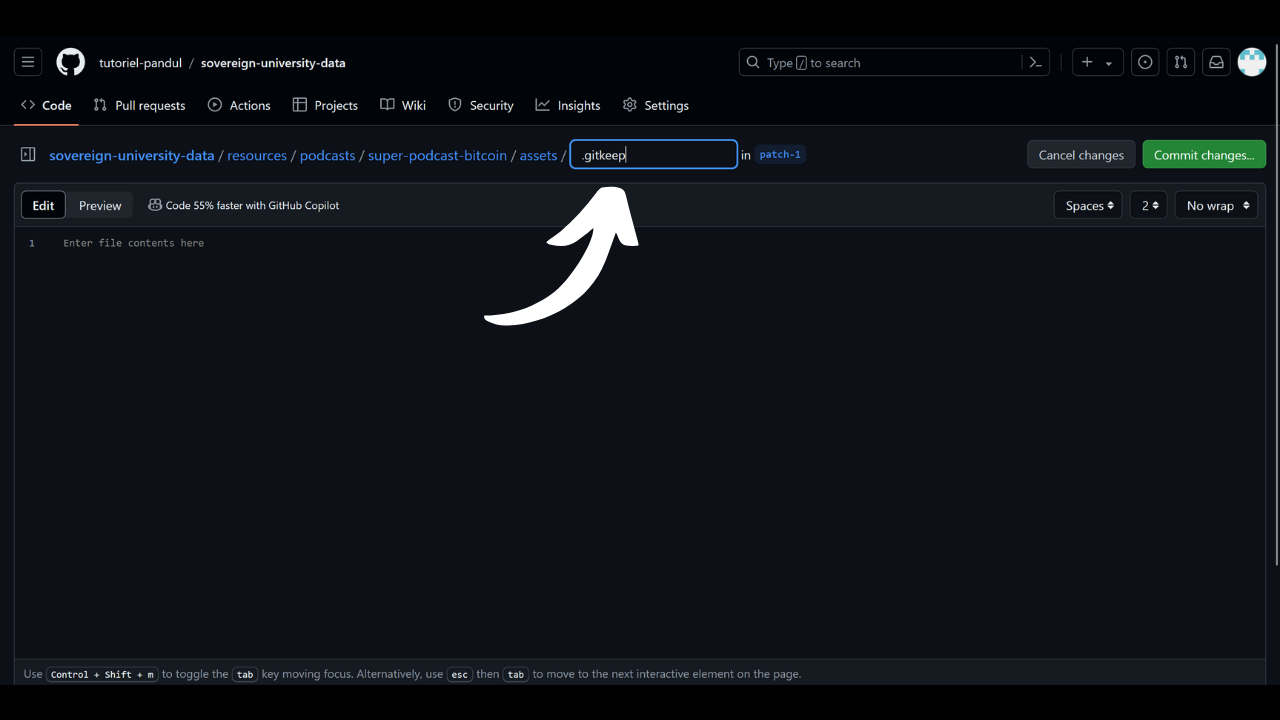 tutoriel-pandul / sovereign-university-data Type / to search
Code Pull requests Actions Projects Wiki Security Insights Settings
sovereign-university-data / resources / podcasts / super-podcast-bitcoin / assets / .gitkeep in patch-1 Cancel changes Commit changes...
Edit Preview Code 55% faster with GitHub Copilot Spaces 2 No wrap
1 Enter file contents here
Use Control + Shift + m to toggle the tab key moving focus. Alternatively, use esc then tab to move to the next interactive element on the page.